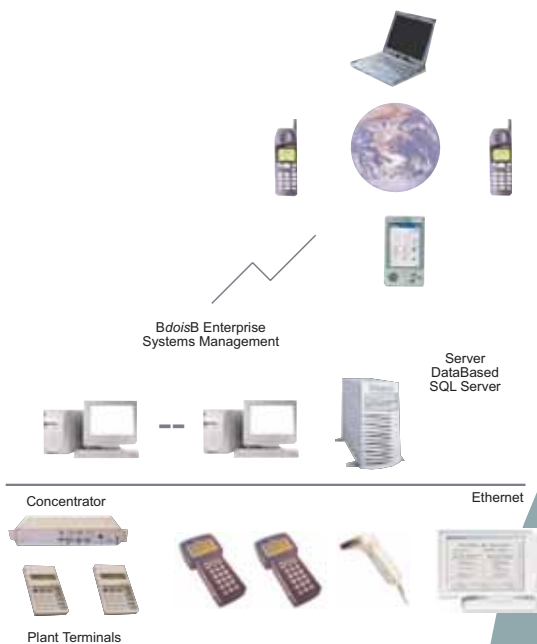 BdoisB Enterprise
Systems Management
Server
DataBased
SQL Server
Concentrator
Ethernet
Plant Terminals